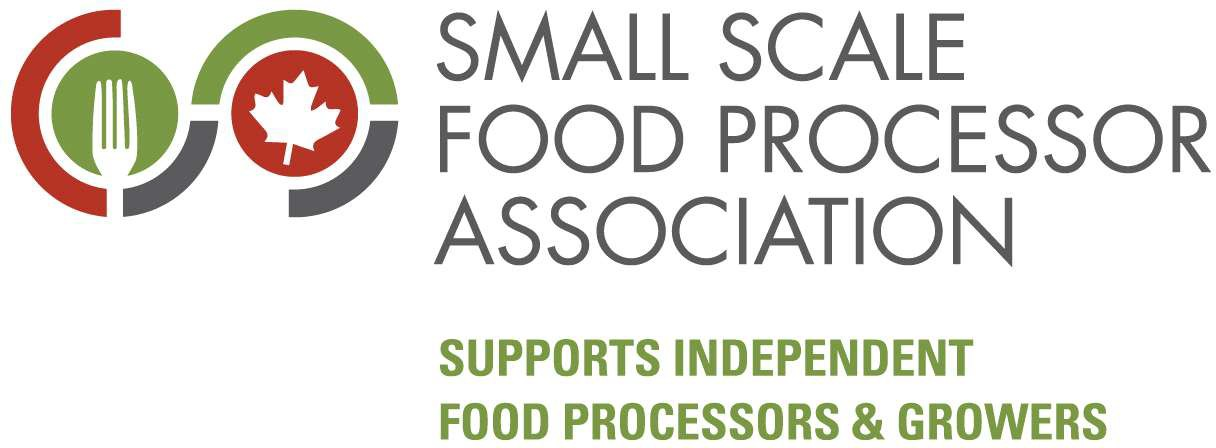 SMALL SCALE
FOOD PROCESSOR
ASSOCIATION
SUPPORTS INDEPENDENT
FOOD PROCESSORS & GROWERS